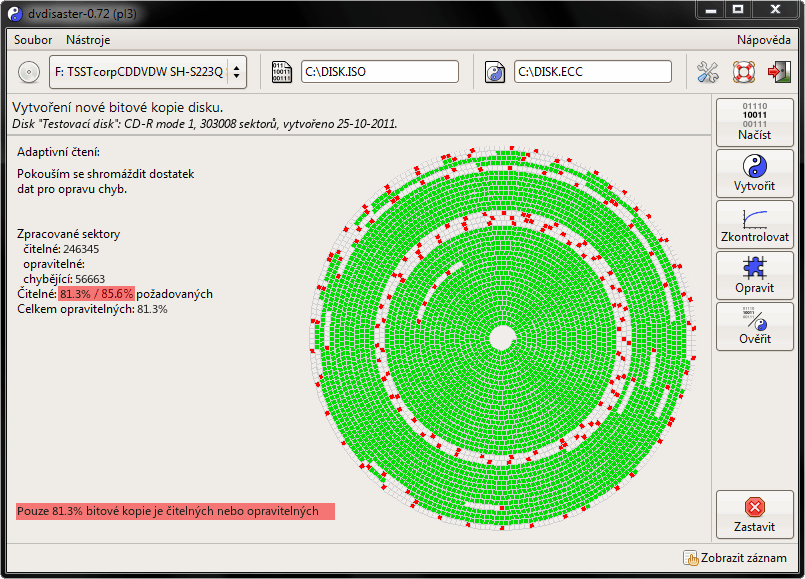 dvdisaster-0.72 (pl3)
Soubor Nástroje Nápověda
F: TSSTcorpCDDVDW SH-S223Q
C:\DISK.ISO
C:\DISK.ECC
Vytvoření nové bitové kopie disku.
Disk "Testovací disk": CD-R mode 1, 303008 sektorů, vytvořeno 25-10-2011.
Adaptivní čtení:
Pokouším se shromáždit dostatek
dat pro opravu chyb.
Zpracované sektory
čitelné: 246345
opravitelné:
chybějící: 56663
Čitelné: 81.3% / 85.6% požadovaných
Celkem opravitelných: 81.3%
Pouze 81.3% bitové kopie je čitelných nebo opravitelných
01110
10011
00111
Načíst
Vytvořit
Zkontrolovat
Opravit
Ověřit
Zastavit
Zobrazit záznam